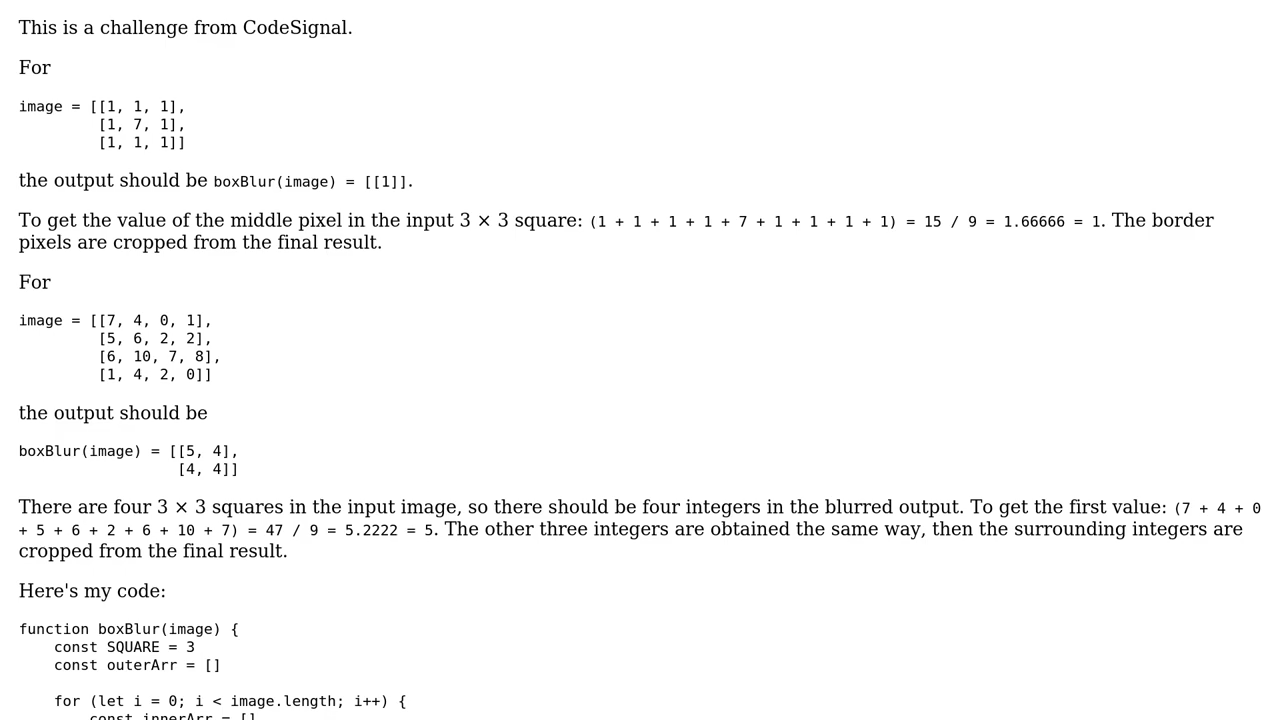 This is a challenge from CodeSignal.
For
image = [[1, 1, 1],
         [1, 7, 1],
         [1, 1, 1]]
the output should be boxBlur(image) = [[1]].
To get the value of the middle pixel in the input 3 × 3 square: (1 + 1 + 1 + 1 + 7 + 1 + 1 + 1 + 1) = 15 / 9 = 1.66666 = 1. The border
pixels are cropped from the final result.
For
image = [[7, 4, 0, 1],
         [5, 6, 2, 2],
         [6, 10, 7, 8],
         [1, 4, 2, 0]]
the output should be
boxBlur(image) = [[5, 4],
                  [4, 4]]
There are four 3 × 3 squares in the input image, so there should be four integers in the blurred output. To get the first value: (7 + 4 + 0
+ 5 + 6 + 2 + 6 + 10 + 7) = 47 / 9 = 5.2222 = 5. The other three integers are obtained the same way, then the surrounding integers are
cropped from the final result.
Here's my code:
function boxBlur(image) {
    const SQUARE = 3
    const outerArr = []
    for (let i = 0; i < image.length; i++) {
        const innerArr = []